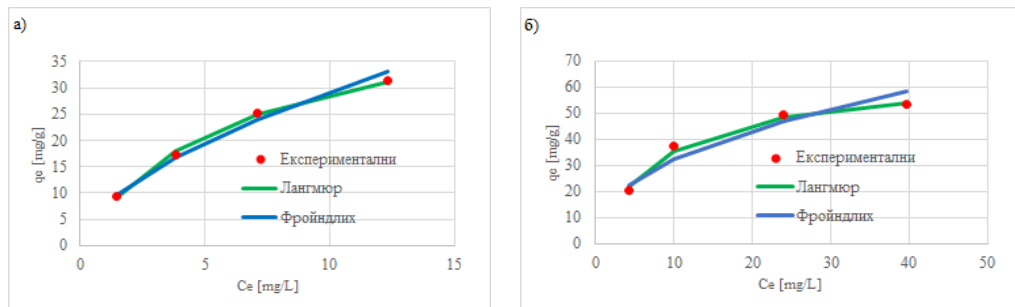 а)
35
30
25
20
15
10
5
0
qe [mg/g]
Експериментални
Лангмюр
Фройндлих
0 5 10 15
Ce [mg/L]
б)
70
60
50
40
30
20
10
0
qe [mg/g]
Експериментални
Лангмюр
Фройндлих
0 10 20 30 40 50
Ce [mg/L]